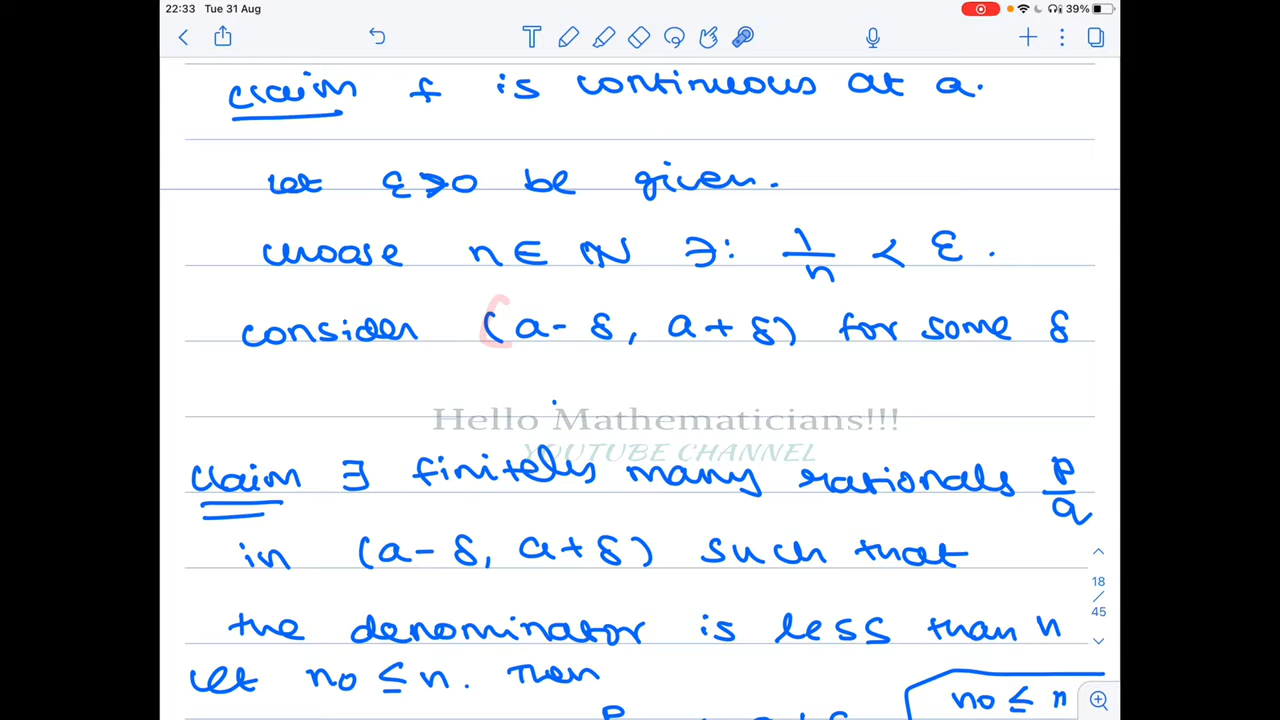 22:33 Tue 31 Aug
39%
T
Claim f is continuous at a.
Let ε>0 be given.
choose n ∈ ℕ ∋: 1/n < ε.
consider (a-δ, a+δ) for some δ
Hello Mathematicians!!!
YOUTUBE CHANNEL
Claim ∃ finitely many rationals p/q
in (a-δ, a+δ) such that
18
/
45
the denominator is less than n
Let n0 ≤ n. Then
n0 ≤ n